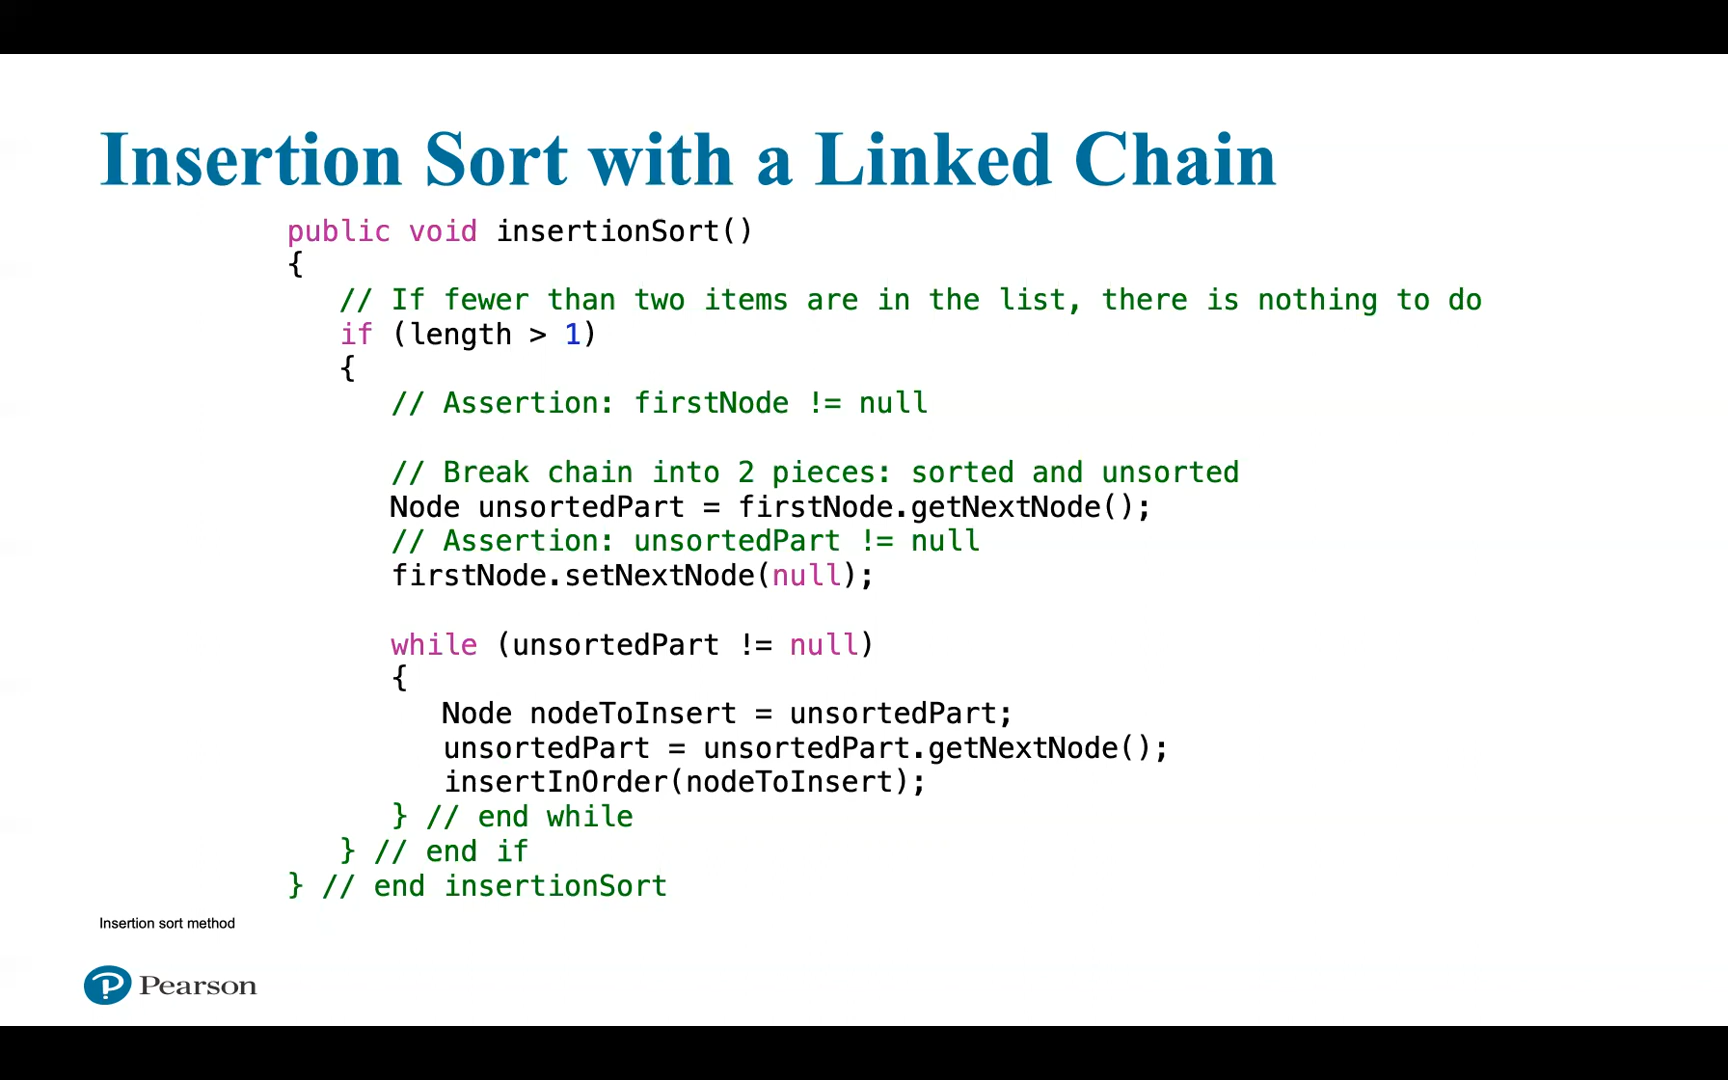 Insertion Sort with a Linked Chain
public void insertionSort()
{
// If fewer than two items are in the list, there is nothing to do
if (length > 1)
{
// Assertion: firstNode != null
// Break chain into 2 pieces: sorted and unsorted
Node unsortedPart = firstNode.getNextNode();
// Assertion: unsortedPart != null
firstNode.setNextNode(null);
while (unsortedPart != null)
{
Node nodeToInsert = unsortedPart;
unsortedPart = unsortedPart.getNextNode();
insertInOrder(nodeToInsert);
} // end while
} // end if
} // end insertionSort
Insertion sort method
Pearson